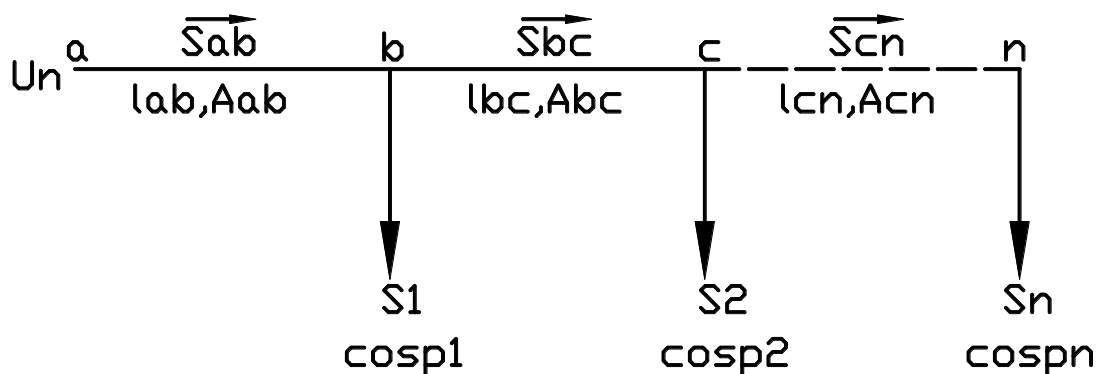 Sab Sbc Scn
a b c n
Un
lab,Aab lbc,Abc lcn,Acn
S1 S2 Sn
cosp1 cosp2 cospn